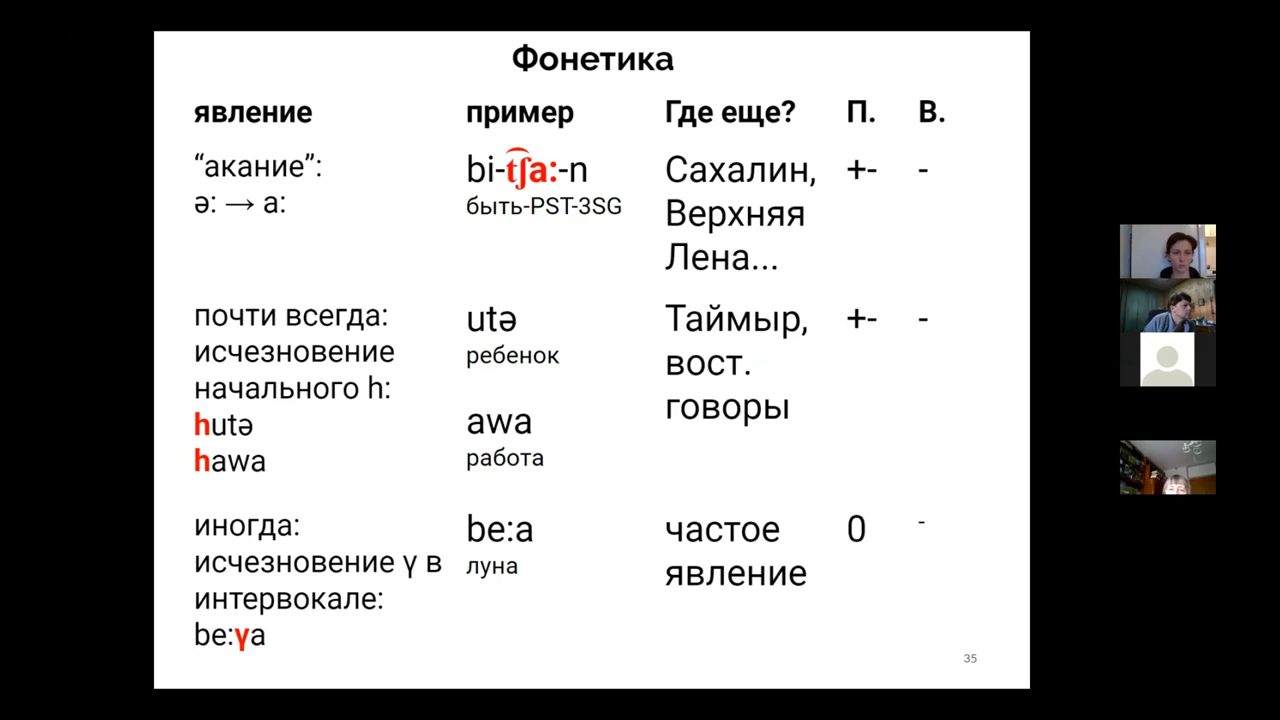 Фонетика
явление пример Где еще? П. В.
“акание”: bi-t͡ʃa:-n Сахалин, +- -
ə: → a: быть-PST-3SG Верхняя
Лена...
почти всегда: utə Таймыр, +- -
исчезновение ребенок вост.
начального h: awa говоры
hutə работа
hawa
иногда: be:a частое 0 -
исчезновение γ в луна явление
интервокале:
be:γa
35